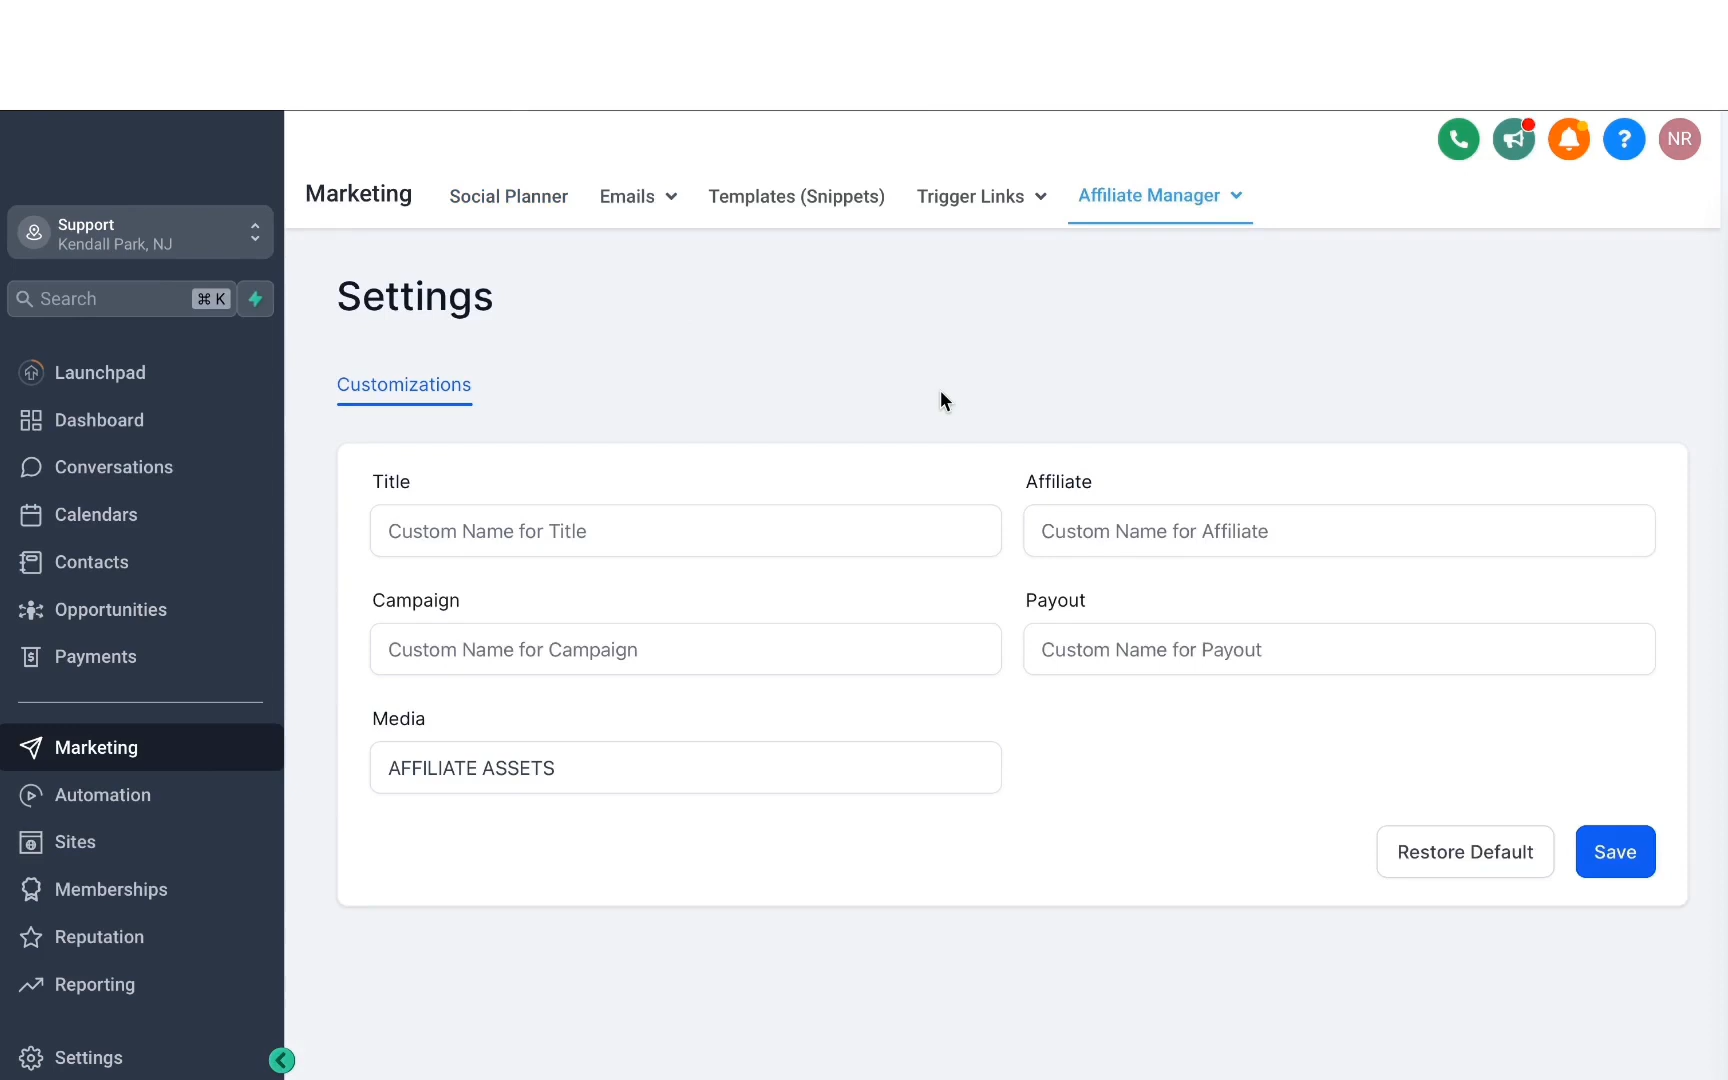 NR
Marketing
Social Planner
Emails
Templates (Snippets)
Trigger Links
Affiliate Manager
Support
Kendall Park, NJ
Search
⌘ K
Launchpad
Dashboard
Conversations
Calendars
Contacts
Opportunities
Payments
Marketing
Automation
Sites
Memberships
Reputation
Reporting
Settings
Settings
Customizations
Title
Custom Name for Title
Affiliate
Custom Name for Affiliate
Campaign
Custom Name for Campaign
Payout
Custom Name for Payout
Media
AFFILIATE ASSETS
Restore Default
Save